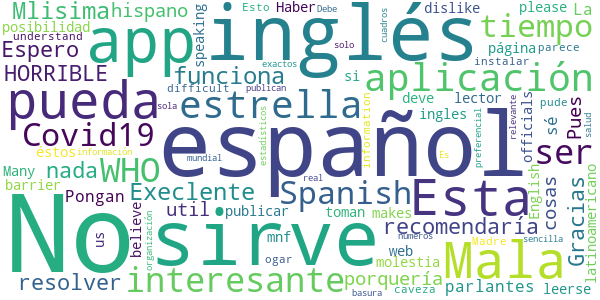 Mlisima hispano speaking Esto Haber Debe dislike please La
posibilidad understand app inglés solo cuadros página tiempo
Espero parece instalar
HORRIBLE funciona exactos si aplicación
pueda difficult publican estrella deve lector pude
Covid19 sola estadísticos information ingles sé Pues relevante salud
estos información español preferencial officials ser
Many nada WHO mundial real Es
barrier Pongan Execlente Spanish Esta English cosas Gracias latinoamericano
No us believe util publicar toman makes recomendaría
organización sirve mnf números web Madre sencilla
resolver interesante ogar molestia Mala
porquería parlantes leerse
basura caveza